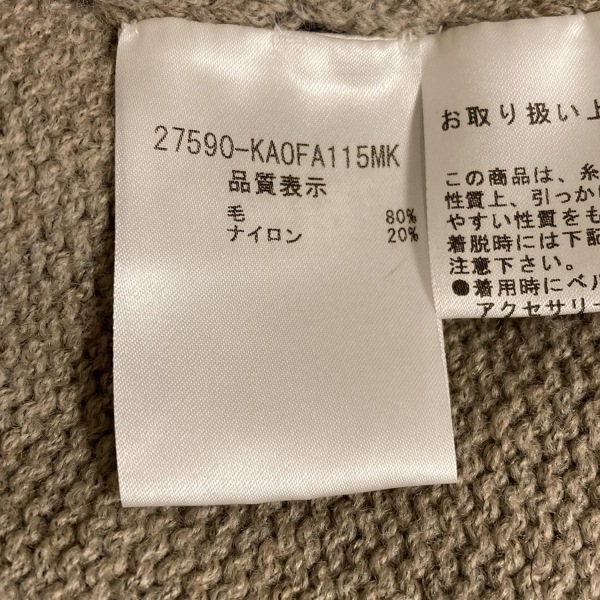 27590-KAOFA115MK
品質表示
毛 80%
ナイロン 20%
お取り扱い上
この商品は、糸
性質上、引っかけ
やすい性質をも
着脱時には下記
注意下さい。
●着用時にベル
アクセサリー